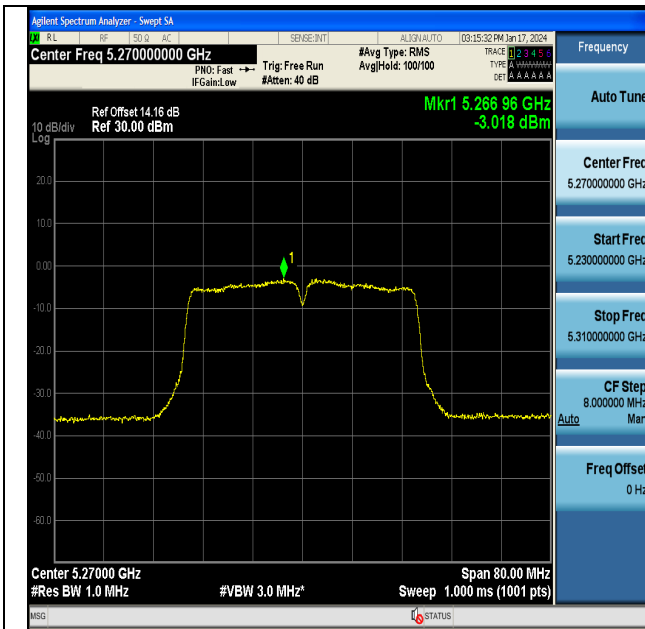 Agilent Spectrum Analyzer - Swept SA
LXI RL RF 50 Ω AC SENSE:INT ALIGN AUTO 03:15:32 PM Jan 17, 2024
Center Freq 5.270000000 GHz
PNO: Fast
IFGain:Low
Trig: Free Run
#Atten: 40 dB
#Avg Type: RMS
Avg|Hold: 100/100
TRACE 1 2 3 4 5 6
TYPE A
DET A A A A A A
Mkr1 5.266 96 GHz
-3.018 dBm
Ref Offset 14.16 dB
10 dB/div Ref 30.00 dBm
Log
20.0
10.0
0.00
-10.0
-20.0
-30.0
-40.0
-50.0
-60.0
1
Center 5.27000 GHz Span 80.00 MHz
#Res BW 1.0 MHz #VBW 3.0 MHz* Sweep 1.000 ms (1001 pts)
MSG STATUS
Frequency
Auto Tune
Center Freq
5.270000000 GHz
Start Freq
5.230000000 GHz
Stop Freq
5.310000000 GHz
CF Step
8.000000 MHz
Auto Man
Freq Offset
0 Hz